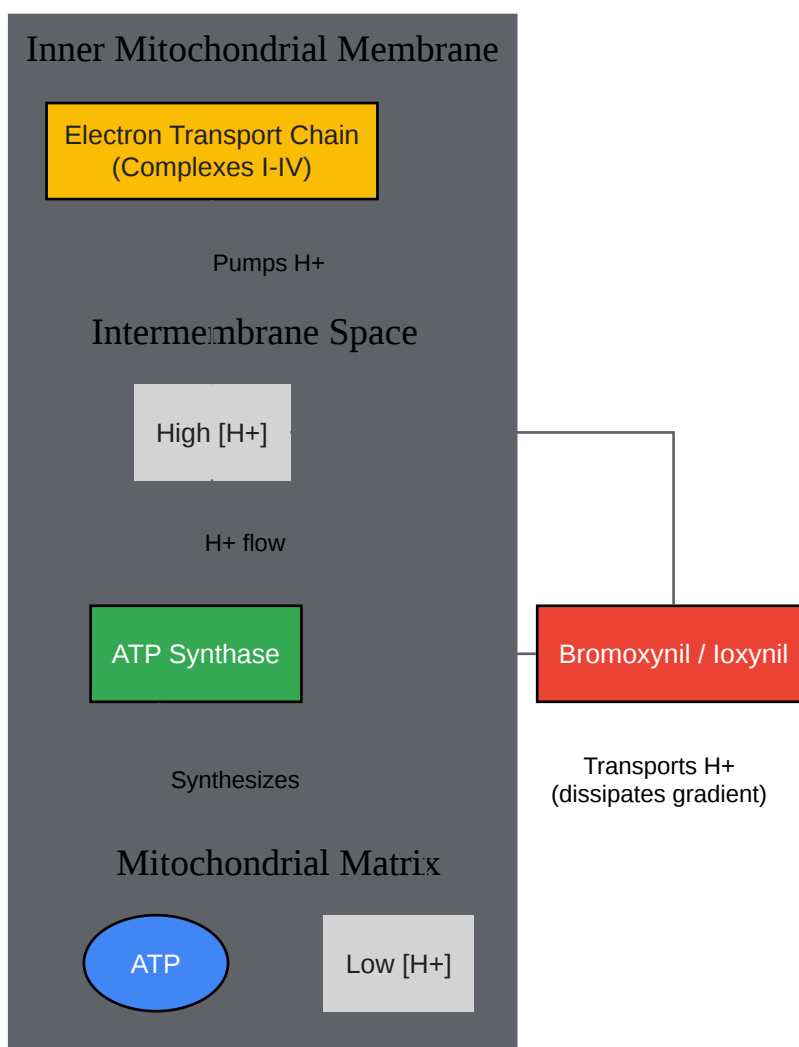 Inner Mitochondrial Membrane
Electron Transport Chain
(Complexes I-IV)
Pumps H+
Intermembrane Space
High [H+]
H+ flow
ATP Synthase
Bromoxynil / Ioxynil
Synthesizes
Transports H+
(dissipates gradient)
Mitochondrial Matrix
ATP
Low [H+]